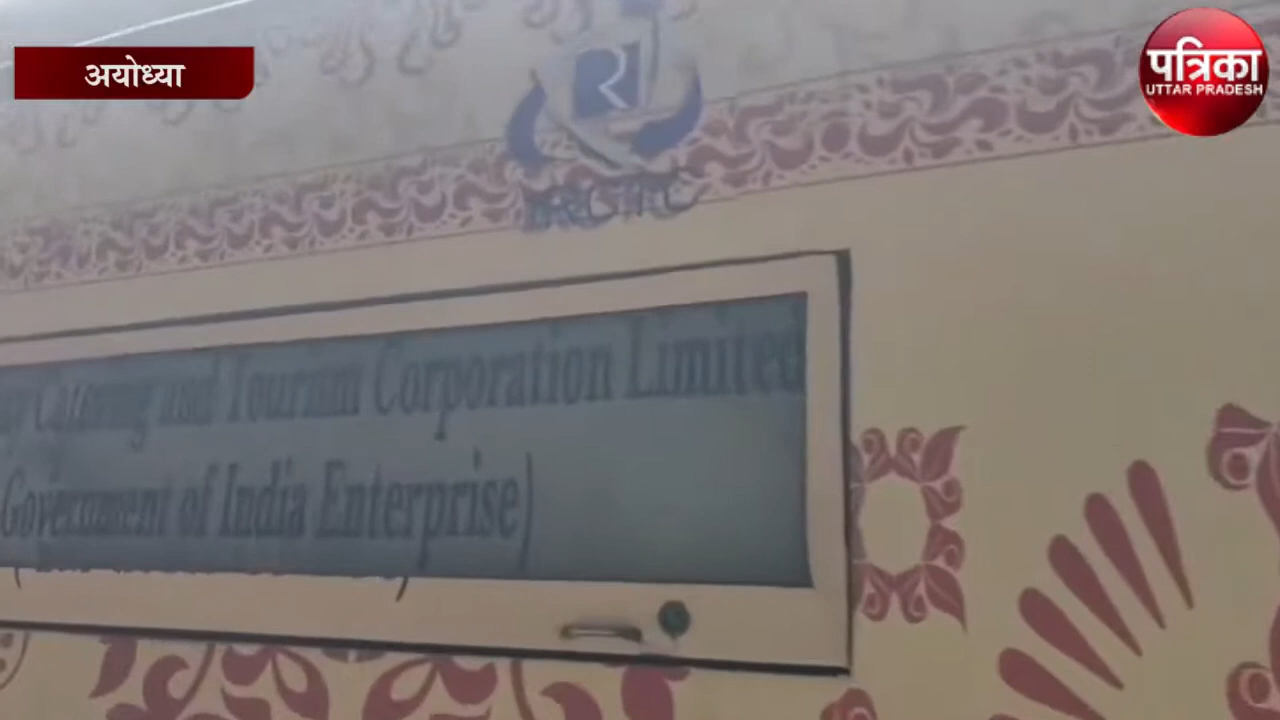 अयोध्या
पत्रिका
UTTAR PRADESH
IRCTC
Catering and Tourism Corporation Limited
Government of India Enterprise)